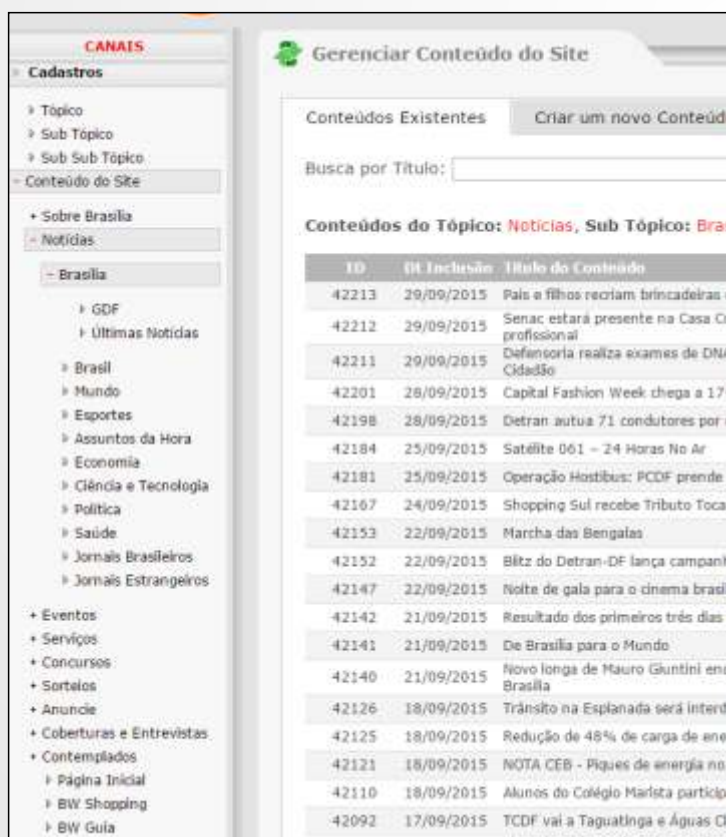 CANAIS
Cadastros
Tópico
Sub Tópico
Sub Sub Tópico
Conteúdo do Site
+ Sobre Brasília
- Notícias
- Brasília
GDF
Últimas Notícias
Brasil
Mundo
Esportes
Assuntos da Hora
Economia
Ciência e Tecnologia
Política
Saúde
Jornais Brasileiros
Jornais Estrangeiros
+ Eventos
+ Serviços
+ Concursos
+ Sorteios
+ Anuncie
+ Coberturas e Entrevistas
+ Contemplados
Página Inicial
BW Shopping
BW Guia
Gerenciar Conteúdo do Site
Conteúdos Existentes Criar um novo Conteúd
Busca por Título:
Conteúdos do Tópico: Notícias, Sub Tópico: Bra
ID Dt Inclusão Título do Conteúdo
42213 29/09/2015 Pais e filhos recriam brincadeiras
42212 29/09/2015 Senac estará presente na Casa C
profissional
42211 29/09/2015 Defensoria realiza exames de DNA
Cidadão
42201 28/09/2015 Capital Fashion Week chega a 17
42198 28/09/2015 Detran autua 71 condutores por
42184 25/09/2015 Satélite 061 – 24 Horas No Ar
42181 25/09/2015 Operação Hostibus: PCDF prende
42167 24/09/2015 Shopping Sul recebe Tributo Toca
42153 22/09/2015 Marcha das Bengalas
42152 22/09/2015 Blitz do Detran-DF lança campanh
42147 22/09/2015 Noite de gala para o cinema brasil
42142 21/09/2015 Resultado dos primeiros três dias
42141 21/09/2015 De Brasília para o Mundo
42140 21/09/2015 Novo longa de Mauro Giuntini enc
Brasília
42126 18/09/2015 Trânsito na Esplanada será interd
42125 18/09/2015 Redução de 48% de carga de ene
42121 18/09/2015 NOTA CEB - Piques de energia no
42110 18/09/2015 Alunos do Colégio Marista particip
42092 17/09/2015 TCDF vai a Taguatinga e Águas Cl